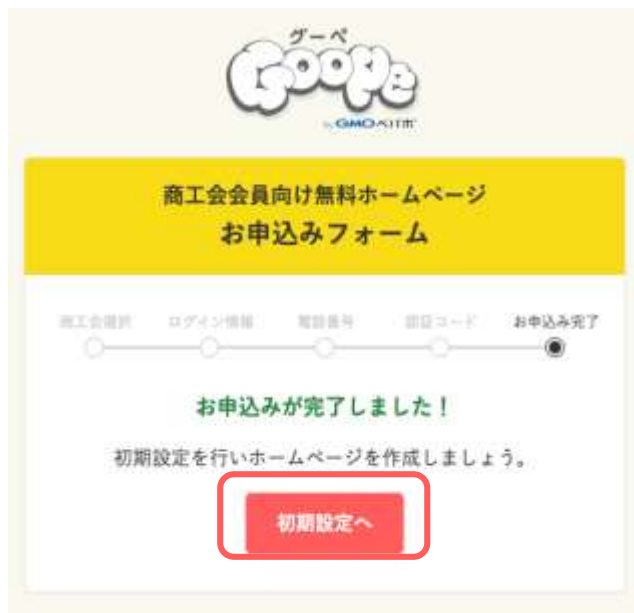 グーペ
Goope
by GMOペパボ
商工会会員向け無料ホームページ
お申込みフォーム
商工会選択 ログイン情報 電話番号 認証コード お申込み完了
お申込みが完了しました！
初期設定を行いホームページを作成しましょう。
初期設定へ